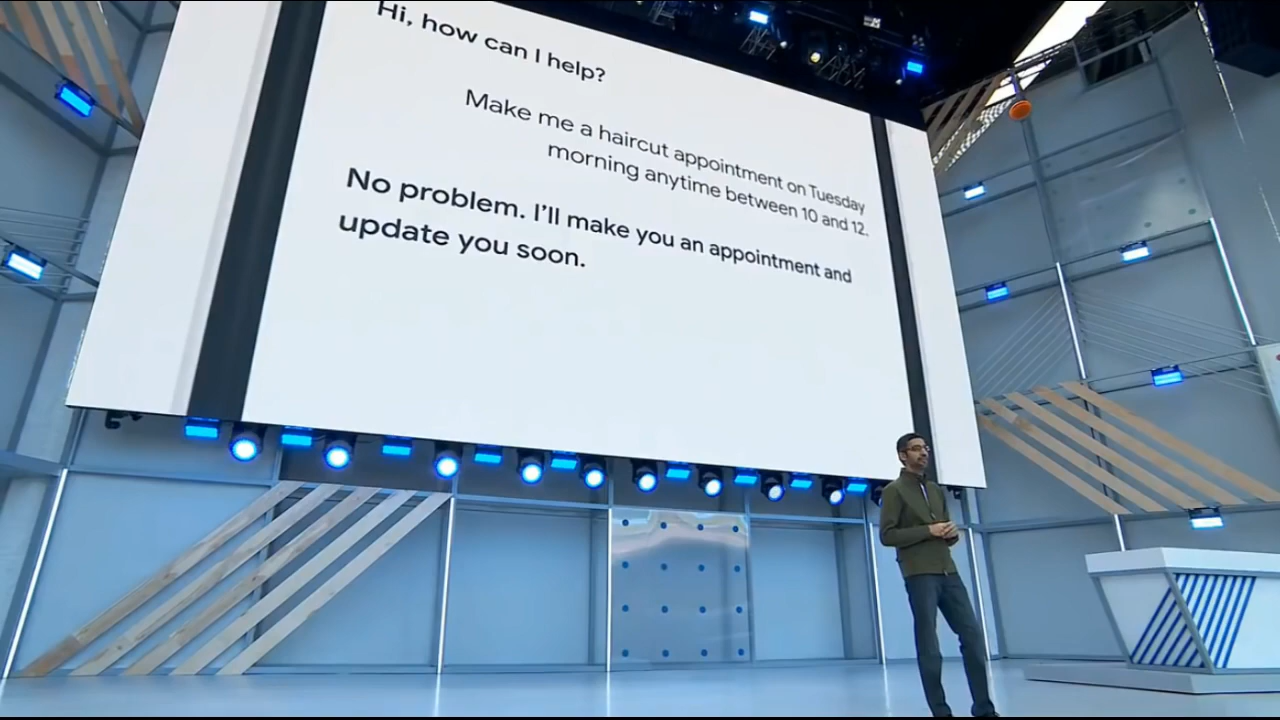 Hi, how can I help?
Make me a haircut appointment on Tuesday
morning anytime between 10 and 12.
No problem. I'll make you an appointment and
update you soon.